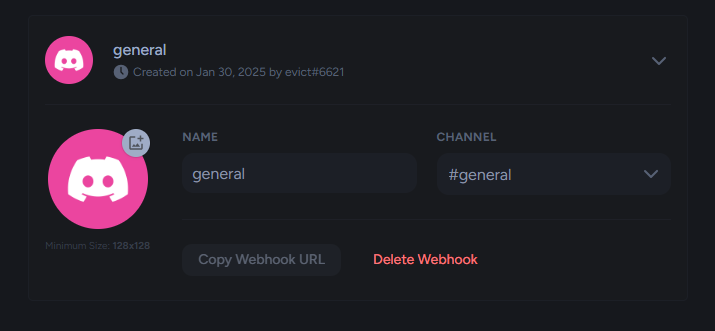 general
Created on Jan 30, 2025 by evict#6621
NAME
CHANNEL
general
#general
Minimum Size: 128x128
Copy Webhook URL
Delete Webhook